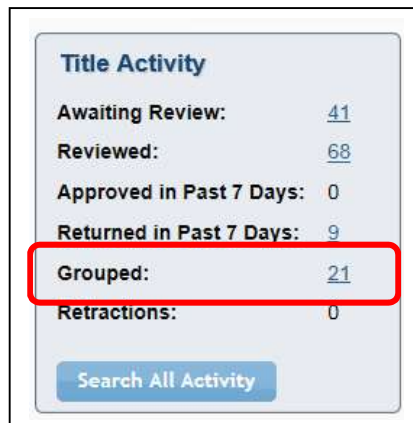 Title Activity
Awaiting Review: 41
Reviewed: 68
Approved in Past 7 Days: 0
Returned in Past 7 Days: 9
Grouped: 21
Retractions: 0
Search All Activity